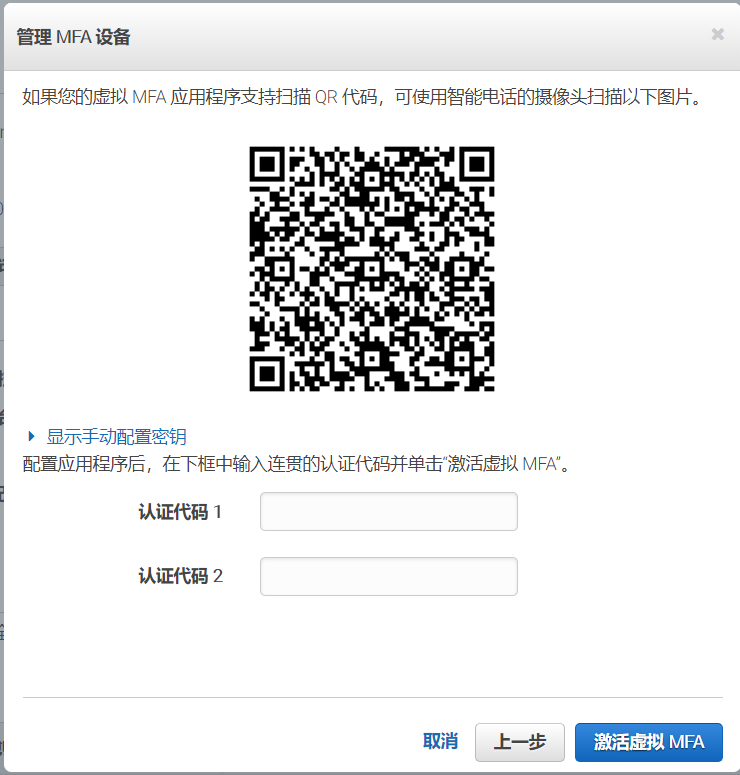 管理 MFA 设备
如果您的虚拟 MFA 应用程序支持扫描 QR 代码，可使用智能电话的摄像头扫描以下图片。
显示手动配置密钥
配置应用程序后，在下框中输入连贯的认证代码并单击“激活虚拟 MFA”。
认证代码 1
认证代码 2
取消 上一步 激活虚拟 MFA